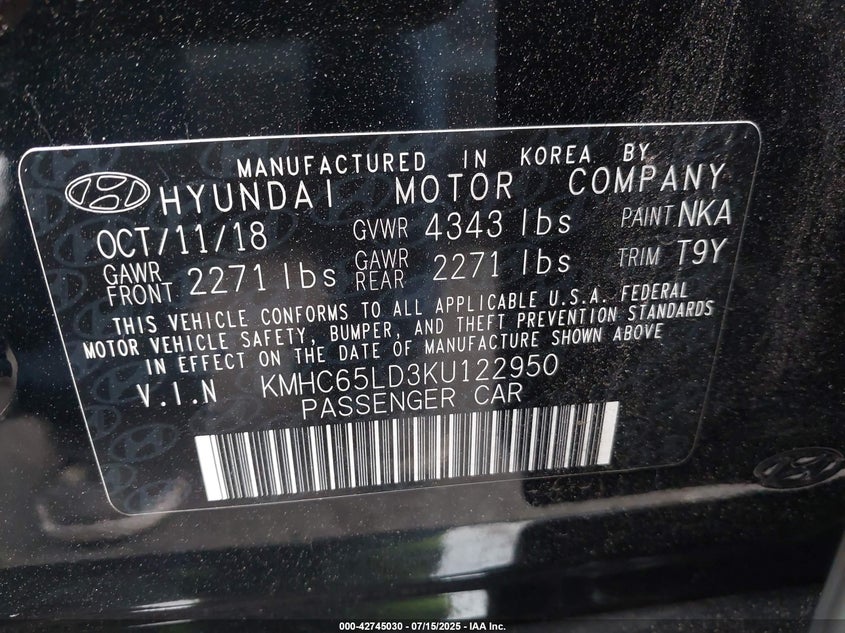 MANUFACTURED IN KOREA BY
HYUNDAI MOTOR COMPANY
OCT/11/18 GVWR 4343 lbs PAINT NKA
GAWR FRONT 2271 lbs GAWR REAR 2271 lbs TRIM T9Y
THIS VEHICLE CONFORMS TO ALL APPLICABLE U.S.A. FEDERAL
MOTOR VEHICLE SAFETY, BUMPER, AND THEFT PREVENTION STANDARDS
IN EFFECT ON THE DATE OF MANUFACTURE SHOWN ABOVE
V.I.N KMHC65LD3KU122950
PASSENGER CAR
000-42745030 - 07/15/2025 - IAA Inc.